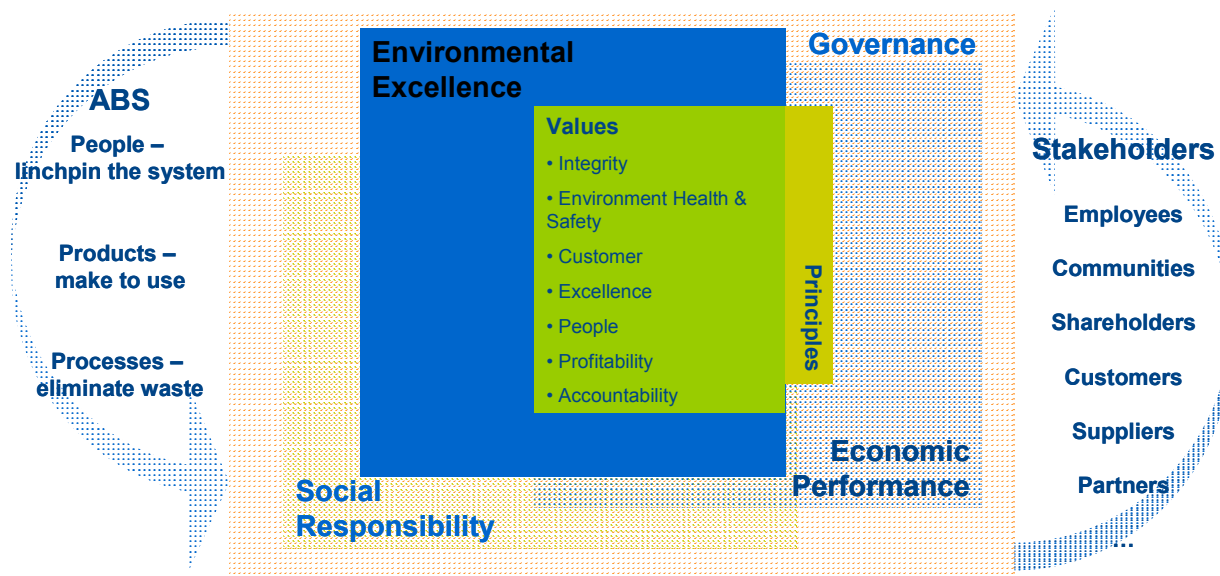 ABS
People –
linchpin the system
Products –
make to use
Processes –
eliminate waste
Environmental
Excellence
Governance
Values
• Integrity
• Environment Health &
Safety
• Customer
• Excellence
• People
• Profitability
• Accountability
Principles
Economic
Performance
Social
Responsibility
Stakeholders
Employees
Communities
Shareholders
Customers
Suppliers
Partners
...